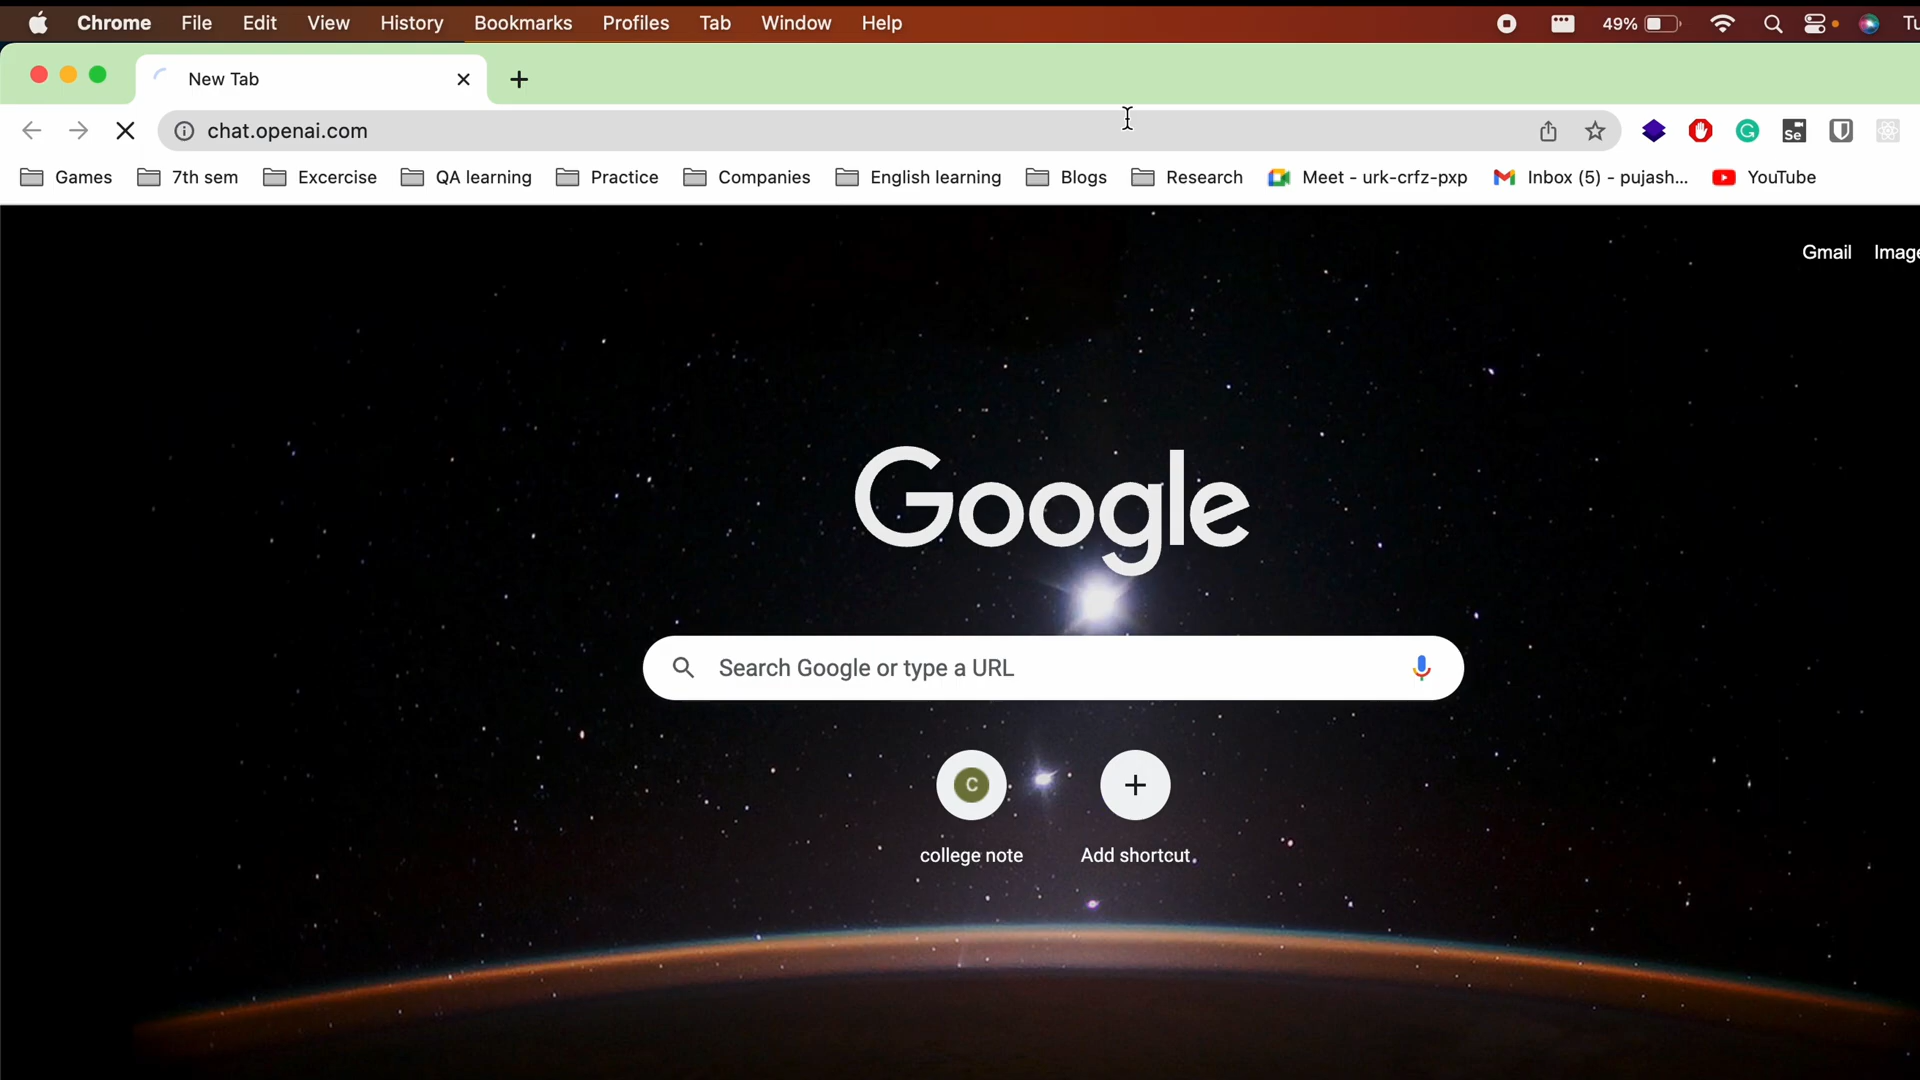 Chrome File Edit View History Bookmarks Profiles Tab Window Help 49% Tu
New Tab
chat.openai.com
Se
Games 7th sem Excercise QA learning Practice Companies English learning Blogs Research Meet - urk-crfz-pxp Inbox (5) - pujash... YouTube
Gmail Image
Google
Search Google or type a URL
C
college note Add shortcut